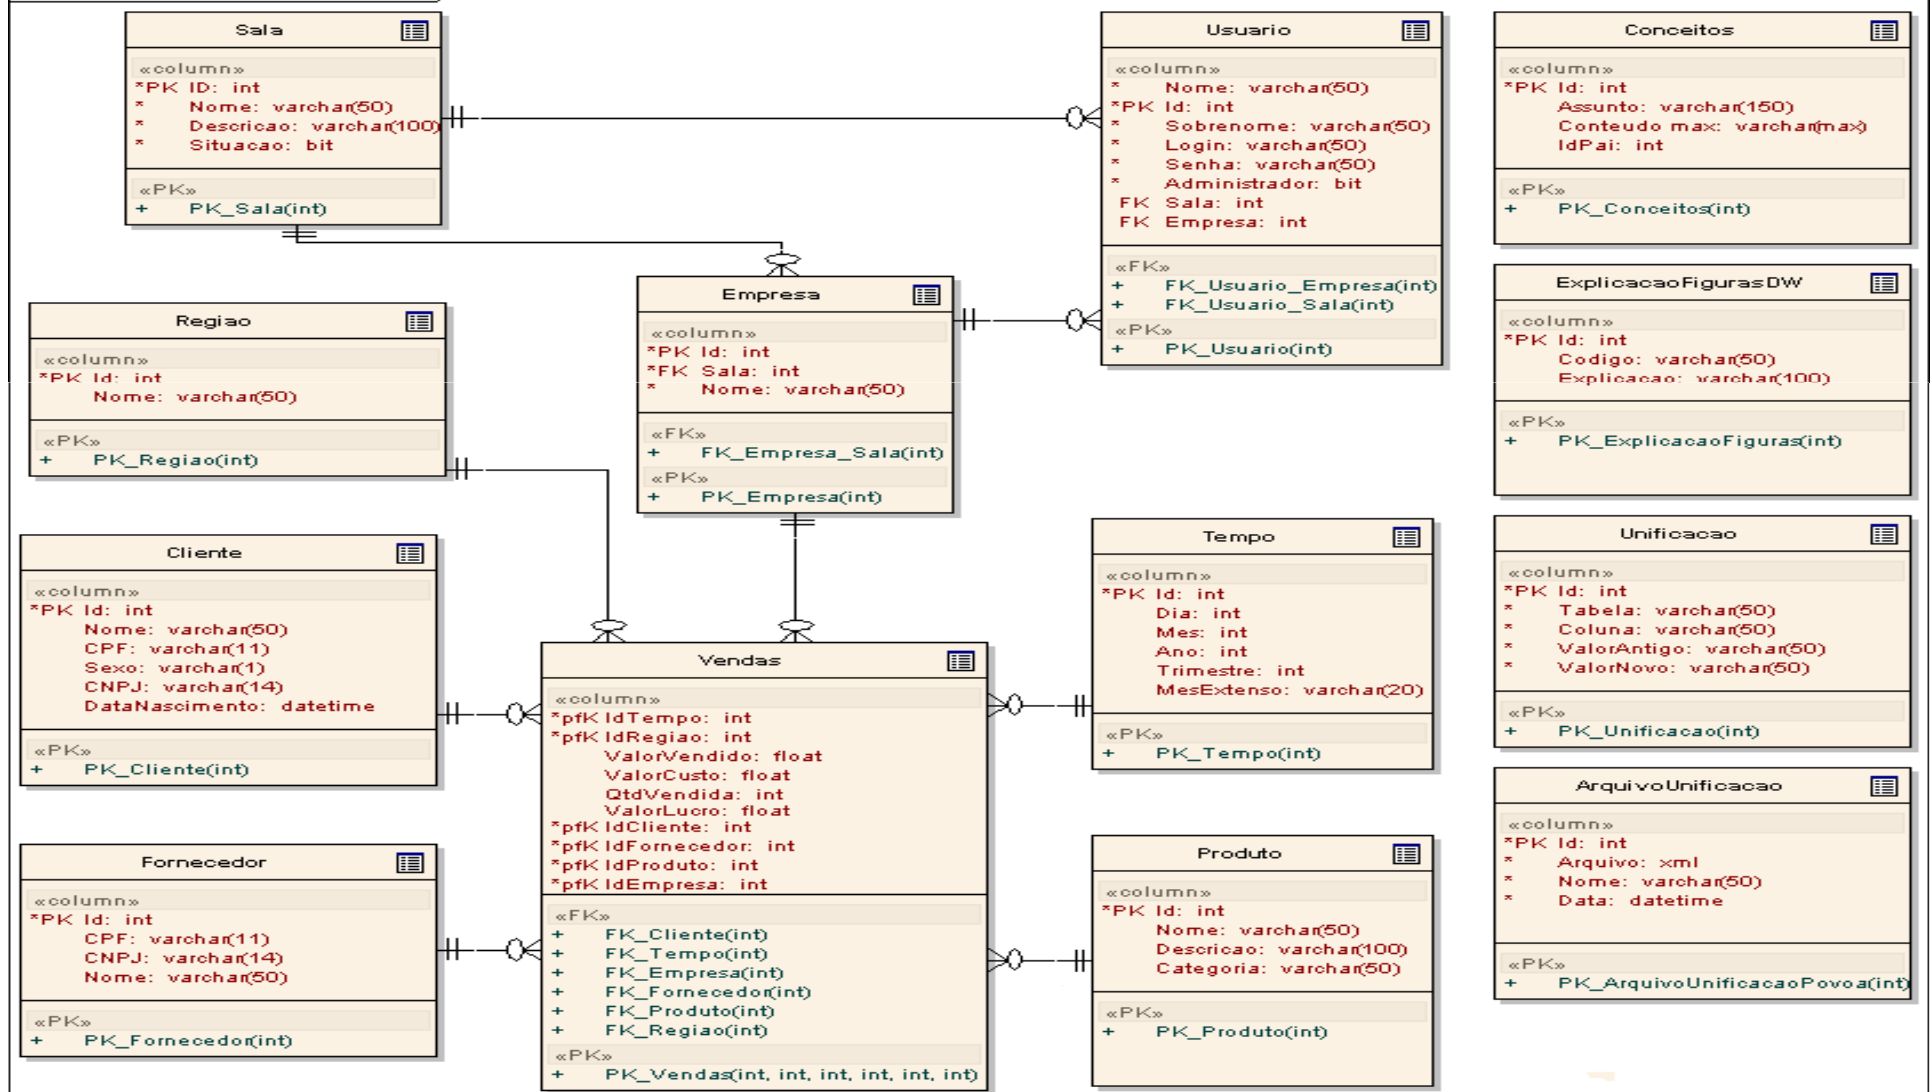 Sala
«column»
*PK ID: int
* Nome: varchar(50)
* Descricao: varchar(100)
* Situacao: bit
«PK»
+ PK_Sala(int)
Usuario
«column»
* Nome: varchar(50)
*PK Id: int
* Sobrenome: varchar(50)
* Login: varchar(50)
* Senha: varchar(50)
* Administrador: bit
FK Sala: int
FK Empresa: int
«FK»
+ FK_Usuario_Empresa(int)
+ FK_Usuario_Sala(int)
«PK»
+ PK_Usuario(int)
Conceitos
«column»
*PK Id: int
Assunto: varchar(150)
Conteudo max: varchar(max)
IdPai: int
«PK»
+ PK_Conceitos(int)
Regiao
«column»
*PK Id: int
Nome: varchar(50)
«PK»
+ PK_Regiao(int)
Empresa
«column»
*PK Id: int
*FK Sala: int
* Nome: varchar(50)
«FK»
+ FK_Empresa_Sala(int)
«PK»
+ PK_Empresa(int)
ExplicacaoFigurasDW
«column»
*PK Id: int
Codigo: varchar(50)
Explicacao: varchar(100)
«PK»
+ PK_ExplicacaoFiguras(int)
Cliente
«column»
*PK Id: int
Nome: varchar(50)
CPF: varchar(11)
Sexo: varchar(1)
CNPJ: varchar(14)
DataNascimento: datetime
«PK»
+ PK_Cliente(int)
Vendas
«column»
*pfK IdTempo: int
*pfK IdRegiao: int
ValorVendido: float
ValorCusto: float
QtdVendida: int
ValorLucro: float
*pfK IdCliente: int
*pfK IdFornecedor: int
*pfK IdProduto: int
*pfK IdEmpresa: int
«FK»
+ FK_Cliente(int)
+ FK_Tempo(int)
+ FK_Empresa(int)
+ FK_Fornecedor(int)
+ FK_Produto(int)
+ FK_Regiao(int)
«PK»
+ PK_Vendas(int, int, int, int, int, int)
Tempo
«column»
*PK Id: int
Dia: int
Mes: int
Ano: int
Trimestre: int
MesExtenso: varchar(20)
«PK»
+ PK_Tempo(int)
Unificacao
«column»
*PK Id: int
* Tabela: varchar(50)
* Coluna: varchar(50)
* ValorAntigo: varchar(50)
* ValorNovo: varchar(50)
«PK»
+ PK_Unificacao(int)
Fornecedor
«column»
*PK Id: int
CPF: varchar(11)
CNPJ: varchar(14)
Nome: varchar(50)
«PK»
+ PK_Fornecedor(int)
Produto
«column»
*PK Id: int
Nome: varchar(50)
Descricao: varchar(100)
Categoria: varchar(50)
«PK»
+ PK_Produto(int)
ArquivoUnificacao
«column»
*PK Id: int
* Arquivo: xml
* Nome: varchar(50)
* Data: datetime
«PK»
+ PK_ArquivoUnificacaoPovoa(int)